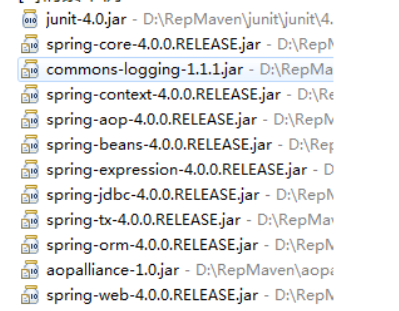 junit-4.0.jar - D:\RepMaven\junit\junit\4.
spring-core-4.0.0.RELEASE.jar - D:\RepM
commons-logging-1.1.1.jar - D:\RepMa
spring-context-4.0.0.RELEASE.jar - D:\Re
spring-aop-4.0.0.RELEASE.jar - D:\RepM
spring-beans-4.0.0.RELEASE.jar - D:\Rep
spring-expression-4.0.0.RELEASE.jar - D
spring-jdbc-4.0.0.RELEASE.jar - D:\RepM
spring-tx-4.0.0.RELEASE.jar - D:\RepMav
spring-orm-4.0.0.RELEASE.jar - D:\RepM
aopalliance-1.0.jar - D:\RepMaven\aopa
spring-web-4.0.0.RELEASE.jar - D:\RepM